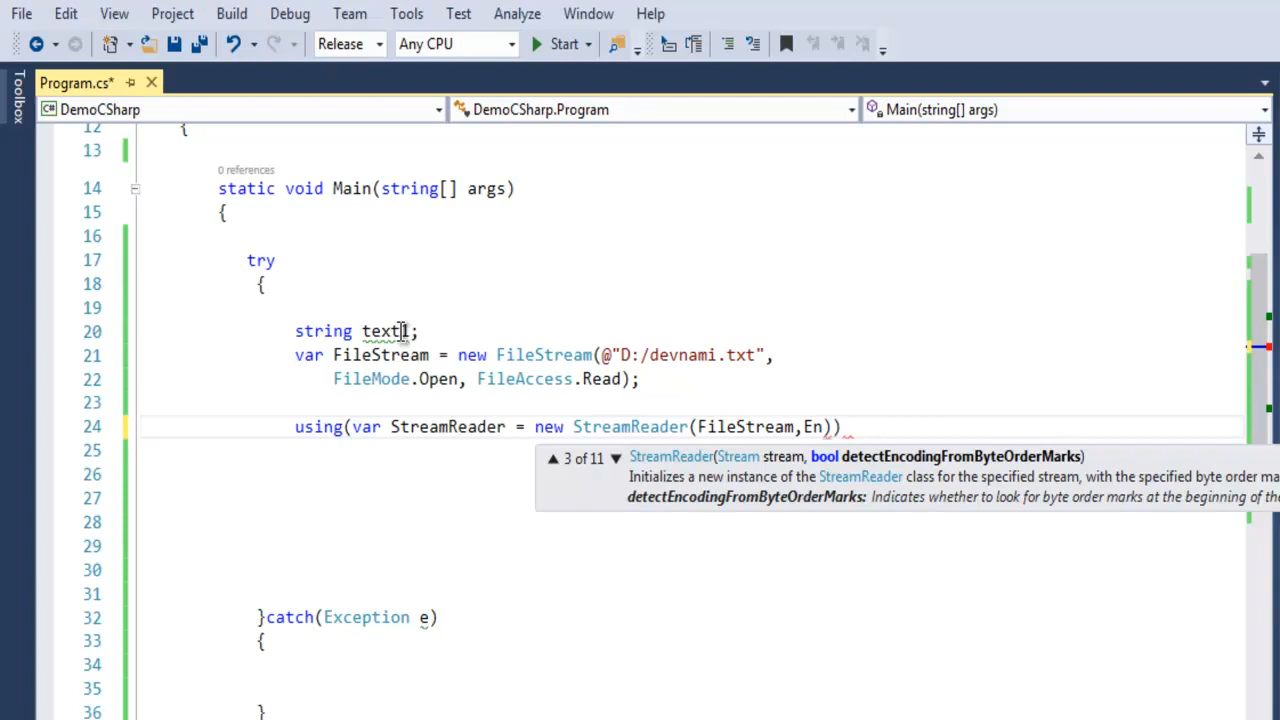 File Edit View Project Build Debug Team Tools Test Analyze Window Help
Release Any CPU Start
Toolbox
Program.cs*
C# DemoCSharp DemoCSharp.Program Main(string[] args)
12 {
13
0 references
14 static void Main(string[] args)
15 {
16
17 try
18 {
19
20 string text1;
21 var FileStream = new FileStream(@"D:/devnami.txt",
22 FileMode.Open, FileAccess.Read);
23
24 using(var StreamReader = new StreamReader(FileStream,En))
25
▲ 3 of 11 ▼ StreamReader(Stream stream, bool detectEncodingFromByteOrderMarks)
26 Initializes a new instance of the StreamReader class for the specified stream, with the specified byte order ma
27 detectEncodingFromByteOrderMarks: Indicates whether to look for byte order marks at the beginning of the
28
29
30
31
32 }catch(Exception e)
33 {
34
35
36 }